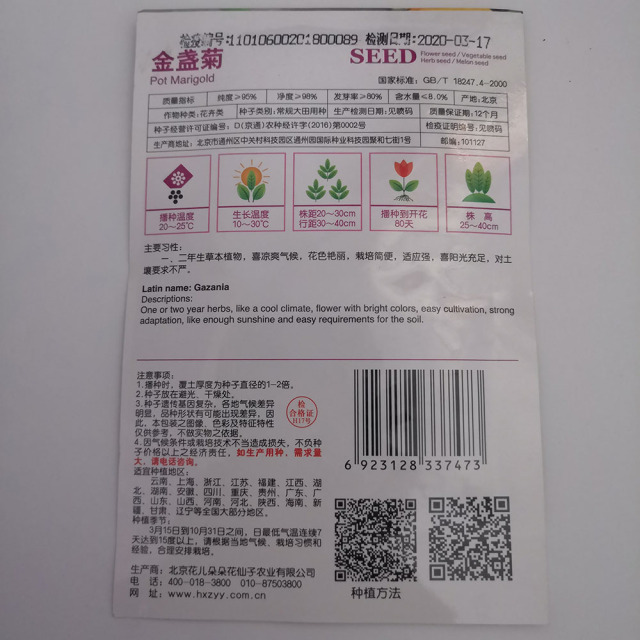 检疫编号:11010600201800089 检测日期:2020-03-17
金盏菊
Pot Marigold
SEED Flower seed / Vegetable seed
Herb seed / Melon seed
国家标准: GB/T 18247.4-2000
质量指标 纯度≥95% 净度≥98% 发芽率≥80% 含水量≤8.0% 产地:北京
作物种类:花卉类 种子类别:常规大田用种 生产检测日期:见喷码 质量保证期:12个月
种子经营许可证编号: D(京通)农种经许字(2016)第0002号 检疫证明编号:见喷码
生产商地址: 北京市通州区中关村科技园区通州园国际种业科技园聚和七街1号 邮编:101127
播种温度
20~25℃
生长温度
10~30℃
株距20~30cm
行距30~40cm
播种到开花
80天
株 高
25~40cm
主要习性:
一、二年生草本植物, 喜凉爽气候, 花色艳丽, 栽培简便, 适应强, 喜阳光充足, 对土
壤要求不严。
Latin name: Gazania
Descriptions:
One or two year herbs, like a cool climate, flower with bright colors, easy cultivation, strong
adaptation, like enough sunshine and easy requirements for the soil.
注意事项:
1.播种时, 覆土厚度为种子直径的1-2倍。
2.种子放在避光、干燥处。
3.种子遗传基因复杂, 各地气候差异
明显, 品种形状有可能出现差异, 因
此, 本包装之图像、色彩及特征特性
仅供参考, 不做实物之依据。
4.因气候条件或栽培技术不当造成损失, 不负种
子价格以上之经济责任, 如生产用种, 需求量
大, 请电话咨询。
检
合格证
H17号
适宜种植地区:
云南、上海、浙江、江苏、福建、江西、湖
北、湖南、安徽、四川、重庆、贵州、广东、广
西、山东、山西、河南、河北、陕西、海南、新
疆、甘肃、辽宁等全国大部分地区。
种植季节:
3月15日到10月31日之间, 日最低气温连续7
天达到15度以上, 请根据当地气候、栽培习惯和
经验, 合理安排栽培。
6 923128 337473
生产商: 北京花儿朵朵花仙子农业有限公司
电 话: 400-018-3800 010-87503800
网 址: www.hxzyy.com.cn
种植方法